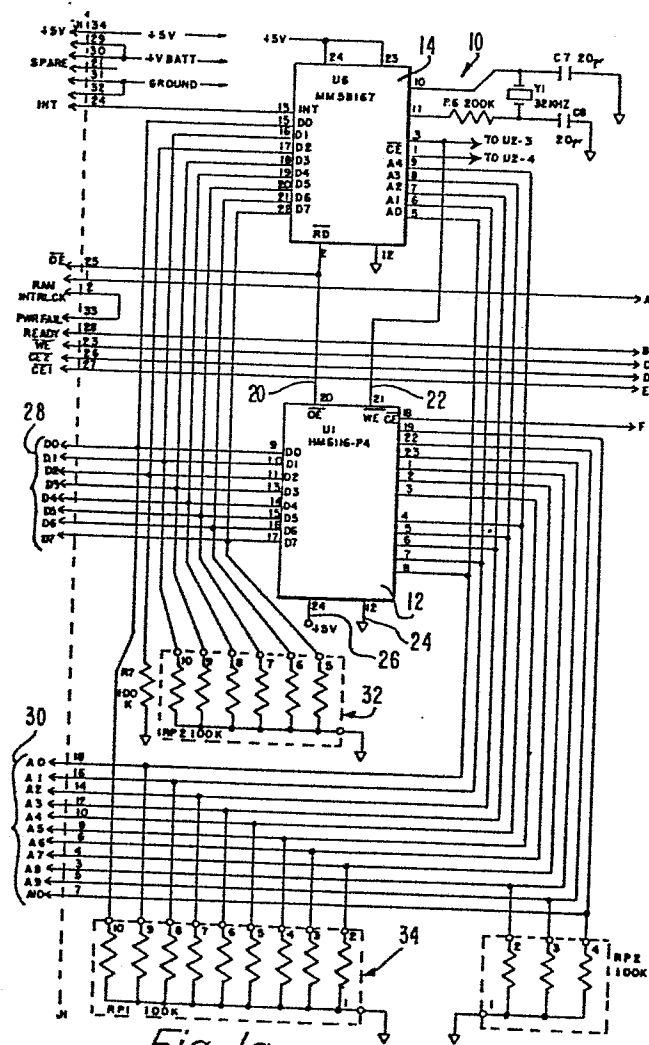 4
J1 134 +5V
+5V 129
130 +V BATT
SPARE 21
31 GROUND
32
INT 24
+5V
24 23
14
10
U6
MM58167
10
11
R6 200K
C7 20pf
Y1
32KHZ
C8
20pf
13 INT
15 D0
16 D1
17 D2
18 D3
19 D4
20 D5
21 D6
22 D7
3 TO U2-3
CE 1 TO U2-4
A4 9
A3 8
A2 7
A1 6
A0 5
RD
2 12
OE 25
RAM 2
INTRLCK
PWRFAIL 33
READY 28
WE 23
CE2 26
CE1 27
A
B
C
D
E
F
20 22
20 21
OE WE CE 18
U1
HM6116-P4
19
22
23
1
2
3
4
5
6
7
8
28
D0 9 D0
D1 10 D1
D2 11 D2
D3 13 D3
D4 14 D4
D5 15 D5
D6 16 D6
D7 17 D7
12
24 12
+5V 26 24
R7
100
K
10 9 8 7 6 5
RP2 100K
32
30
A0 18
A1 16
A2 14
A3 12
A4 10
A5 8
A6 6
A7 4
A8 3
A9 5
A10 7
10 9 8 7 6 5 4 3 2
34
RP1 100K 1
2 3 4
RP2
100K
1
J1
Fig. 1a